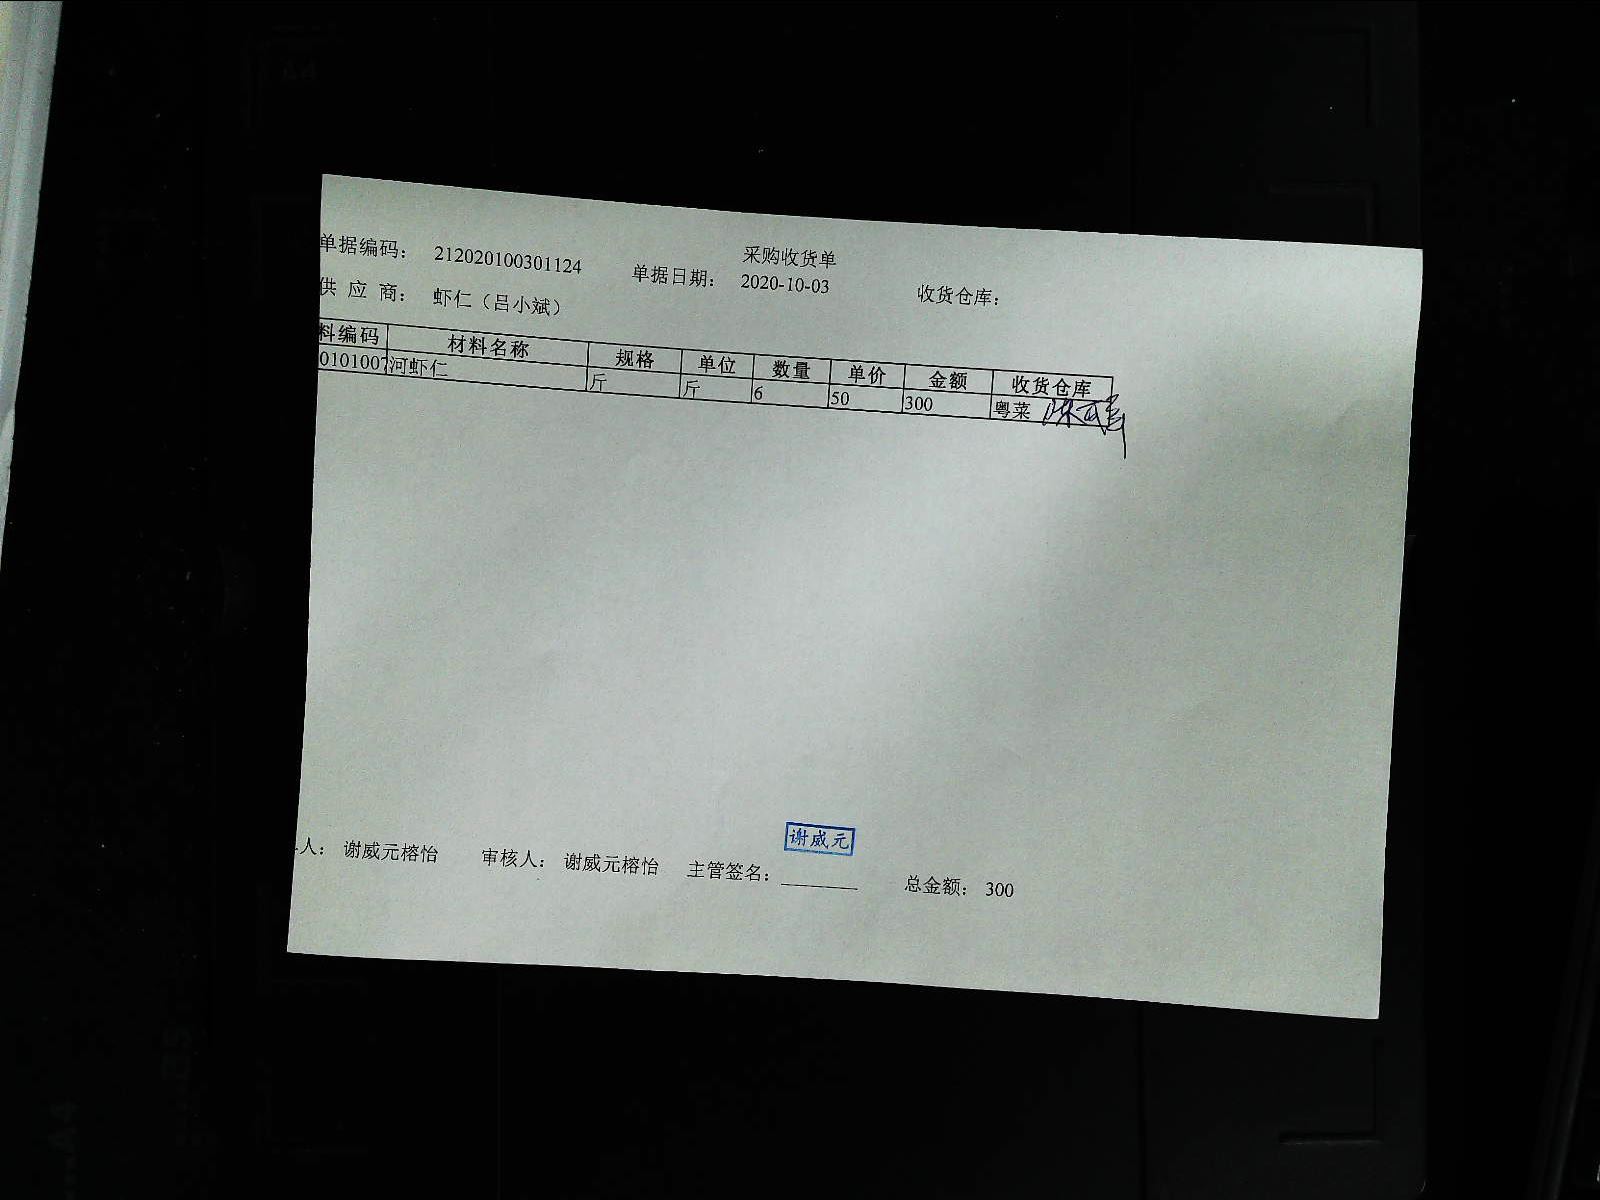 采购收货单
单据编码： 212020100301124 单据日期： 2020-10-03 收货仓库：
供 应 商： 虾仁（吕小斌）
料编码 材料名称 规格 单位 数量 单价 金额 收货仓库
0101007 河虾仁 斤 斤 6 50 300 粤菜
谢威元
人： 谢威元榕怡 审核人： 谢威元榕怡 主管签名： 总金额： 300